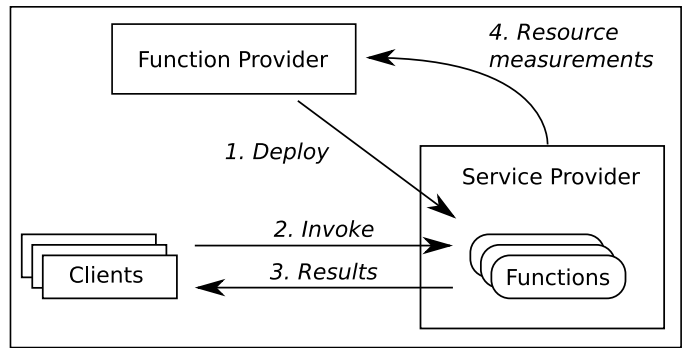 Function Provider
4. Resource
measurements
1. Deploy
Service Provider
2. Invoke
3. Results
Clients
Functions